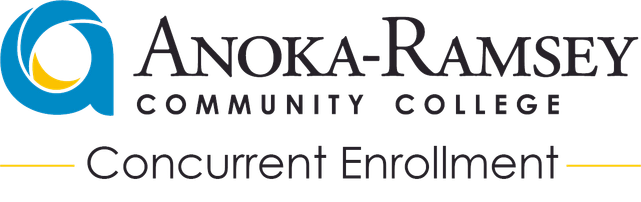 ANOKA-RAMSEY
COMMUNITY COLLEGE
Concurrent Enrollment